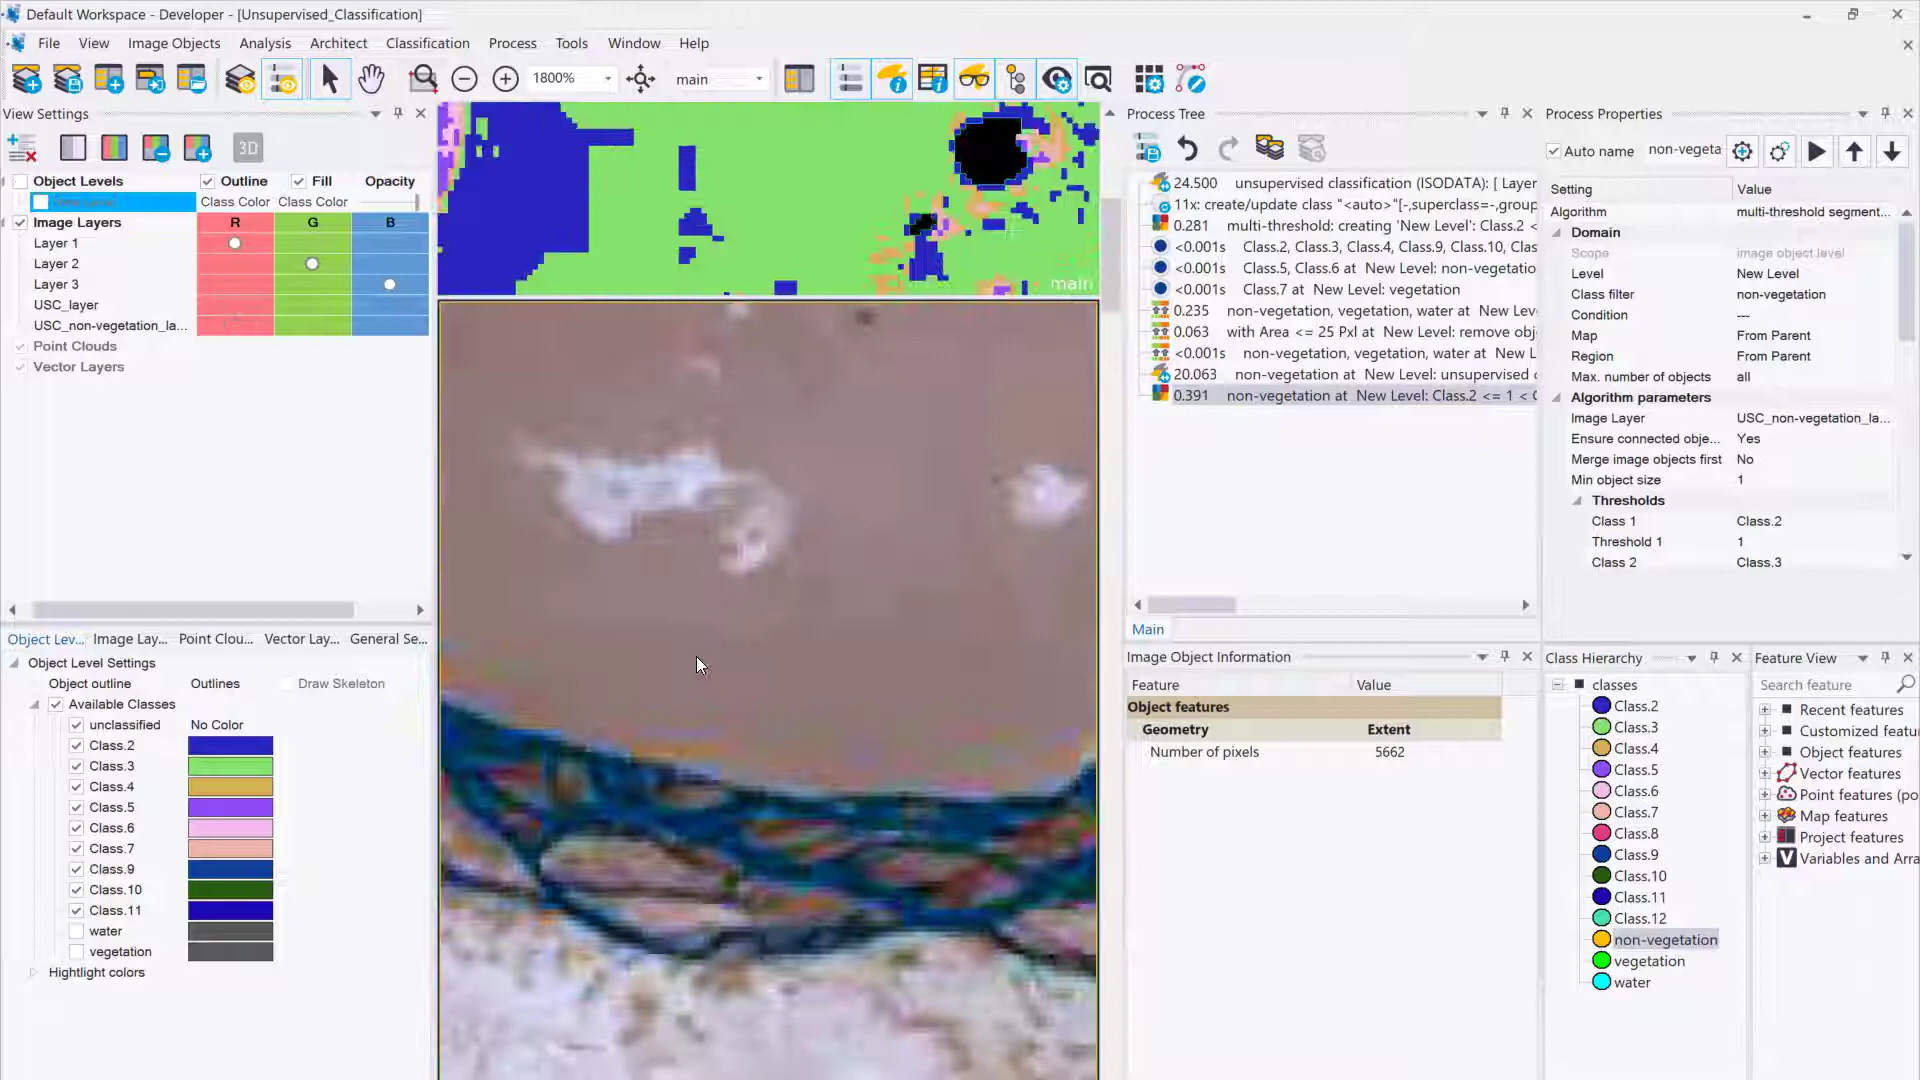 Default Workspace - Developer - [Unsupervised_Classification]
File View Image Objects Analysis Architect Classification Process Tools Window Help
1800% main
3D
View Settings
Object Levels Outline Fill Opacity
Class Color Class Color
Image Layers R G B
Layer 1
Layer 2
Layer 3
USC_layer
USC_non-vegetation_la...
Point Clouds
Vector Layers
Object Lev... Image Lay... Point Clou... Vector Lay... General Se...
Object Level Settings
Object outline Outlines Draw Skeleton
Available Classes
unclassified No Color
Class.2
Class.3
Class.4
Class.5
Class.6
Class.7
Class.9
Class.10
Class.11
water
vegetation
Highlight colors
main
Process Tree
24.500 unsupervised classification (ISODATA): [ Layer
11x: create/update class "<auto>"[-,superclass=-,group
0.281 multi-threshold: creating 'New Level': Class.2 <
<0.001s Class.2, Class.3, Class.4, Class.9, Class.10, Clas
<0.001s Class.5, Class.6 at New Level: non-vegetatio
<0.001s Class.7 at New Level: vegetation
0.235 non-vegetation, vegetation, water at New Level:
0.063 with Area <= 25 Pxl at New Level: remove obj
<0.001s non-vegetation, vegetation, water at New L
20.063 non-vegetation at New Level: unsupervised c
0.391 non-vegetation at New Level: Class.2 <= 1 < C
Main
Process Properties
Auto name non-vegeta
Setting Value
Algorithm multi-threshold segment...
Domain
Scope image object level
Level New Level
Class filter non-vegetation
Condition ---
Map From Parent
Region From Parent
Max. number of objects all
Algorithm parameters
Image Layer USC_non-vegetation_la...
Ensure connected obje... Yes
Merge image objects first No
Min object size 1
Thresholds
Class 1 Class.2
Threshold 1 1
Class 2 Class.3
Image Object Information
Feature Value
Object features
Geometry Extent
Number of pixels 5662
Class Hierarchy
classes
Class.2
Class.3
Class.4
Class.5
Class.6
Class.7
Class.8
Class.9
Class.10
Class.11
Class.12
non-vegetation
vegetation
water
Feature View
Search feature
Recent features
Customized featu
Object features
Vector features
Point features (po
Map features
Project features
Variables and Arra